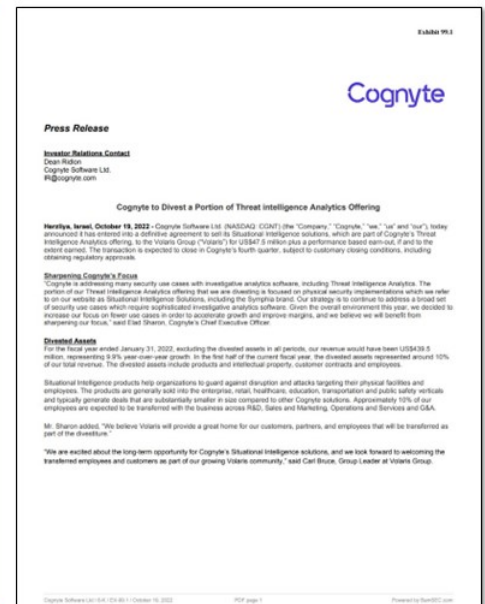 Exhibit 99.1
Cognyte
Press Release
Investor Relations Contact
Dean Ridlon
Cognyte Software Ltd.
IR@cognyte.com
Cognyte to Divest a Portion of Threat intelligence Analytics Offering
Herzliya, Israel, October 19, 2022 - Cognyte Software Ltd. (NASDAQ: CGNT) (the "Company," "Cognyte," "we," "us" and "our"), today
announced it has entered into a definitive agreement to sell its Situational Intelligence solutions, which are part of Cognyte's Threat
Intelligence Analytics offering, to the Volaris Group ("Volaris") for US$47.5 million plus a performance based earn-out, if and to the
extent earned. The transaction is expected to close in Cognyte's fourth quarter, subject to customary closing conditions, including
obtaining regulatory approvals.
Sharpening Cognyte's Focus
"Cognyte is addressing many security use cases with investigative analytics software, including Threat Intelligence Analytics. The
portion of our Threat Intelligence Analytics offering that we are divesting is focused on physical security implementations which we refer
to on our website as Situational Intelligence Solutions, including the Symphia brand. Our strategy is to continue to address a broad set
of security use cases which require sophisticated investigative analytics. Given the overall environment this year, we decided to
increase our focus on fewer use cases in order to accelerate growth and improve margins, and we believe we will benefit from
sharpening our focus," said Elad Sharon, Cognyte's Chief Executive Officer.
Divested Assets
For the fiscal year ended January 31, 2022, excluding the divested assets in all periods, our revenue would have been US$439.5
million, representing 9.9% year-over-year growth. In the first half of the current fiscal year, the divested assets represented around 10%
of our total revenue. The divested assets include products and intellectual property, customer contracts and employees.
Situational Intelligence products help organizations to guard against disruption and attacks targeting their physical facilities and
employees. The products are generally sold into the enterprise, retail, healthcare, education, transportation and public safety verticals
and typically generate deals that are substantially smaller in size compared to other Cognyte solutions. Approximately 10% of our
employees are expected to be transferred with the business across R&D, Sales and Marketing, Operations and Services and G&A.
Mr. Sharon added, "We believe Volaris will provide a great home for our customers, partners, and employees that will be transferred as
part of the divestiture."
"We are excited about the long-term opportunity for Cognyte's Situational Intelligence solutions, and we look forward to welcoming the
transferred employees and customers as part of our growing Volaris community," said Carl Bruce, Group Leader at Volaris Group.
Cognyte Software Ltd / 6-K / EX-99.1 / October 19, 2022
PDF page 1
Powered by BamSEC.com